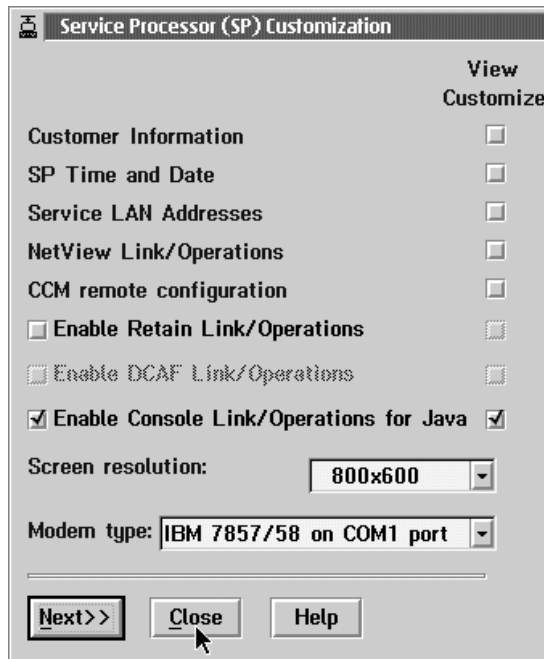 Service Processor (SP) Customization
View
Customize
Customer Information
SP Time and Date
Service LAN Addresses
NetView Link/Operations
CCM remote configuration
Enable Retain Link/Operations
Enable DCAF Link/Operations
Enable Console Link/Operations for Java
Screen resolution: 800x600
Modem type: IBM 7857/58 on COM1 port
Next>> Close Help